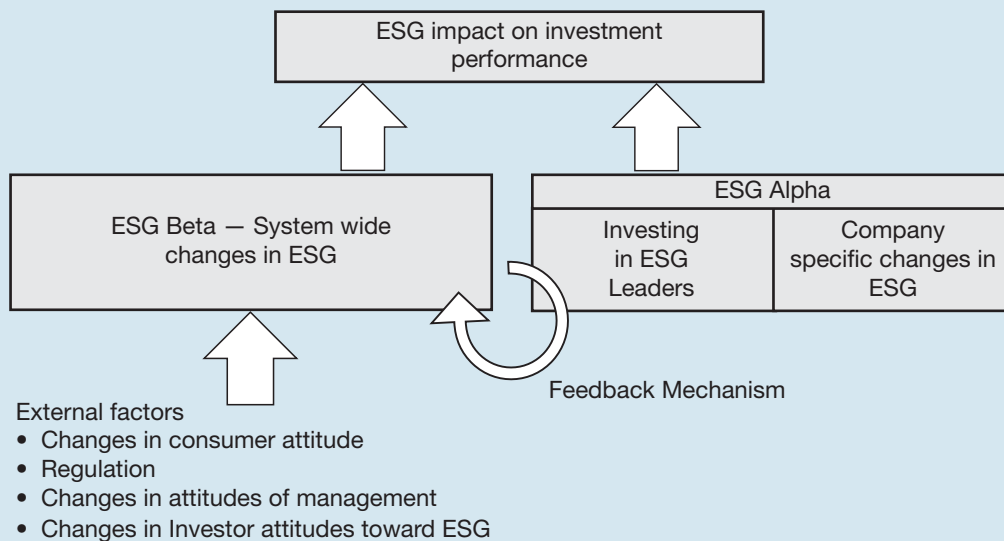 ESG impact on investment
performance
ESG Beta — System wide
changes in ESG
ESG Alpha
Investing
in ESG
Leaders
Company
specific changes in
ESG
Feedback Mechanism
External factors
• Changes in consumer attitude
• Regulation
• Changes in attitudes of management
• Changes in Investor attitudes toward ESG